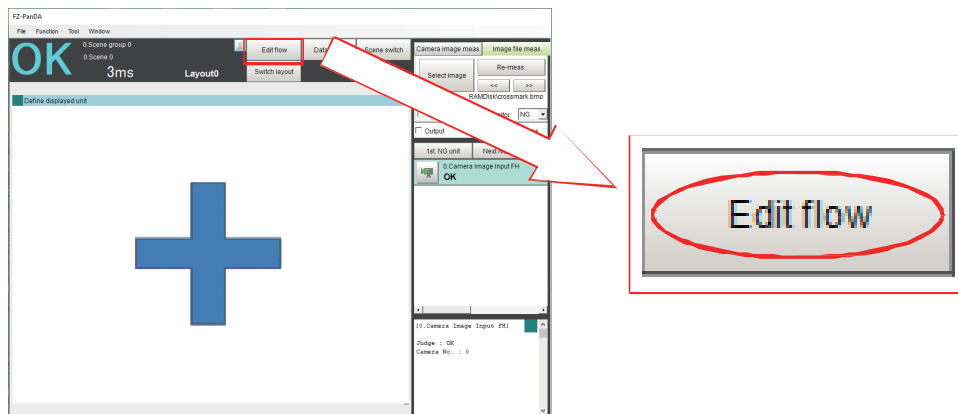 FZ-PanDA
File Function Tool Window
OK
0.Scene group 0
0.Scene 0
3ms
Layout0
Edit flow
Data
Scene switch
Switch layout
Camera image meas.
Image file meas.
Select image
Re-meas.
<< >>
RAMDisk\crossmark.bmp
NG
Output
Define displayed unit
1st. NG unit
0.Camera Image Input FH
OK
Edit flow
I0.Camera Image Input FH1
Judge : OK
Camera No. : 0